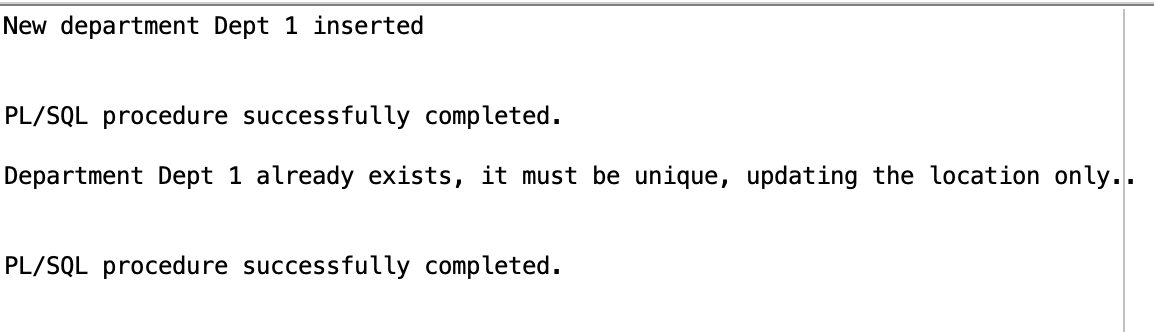 New department Dept 1 inserted
PL/SQL procedure successfully completed.
Department Dept 1 already exists, it must be unique, updating the location only..
PL/SQL procedure successfully completed.